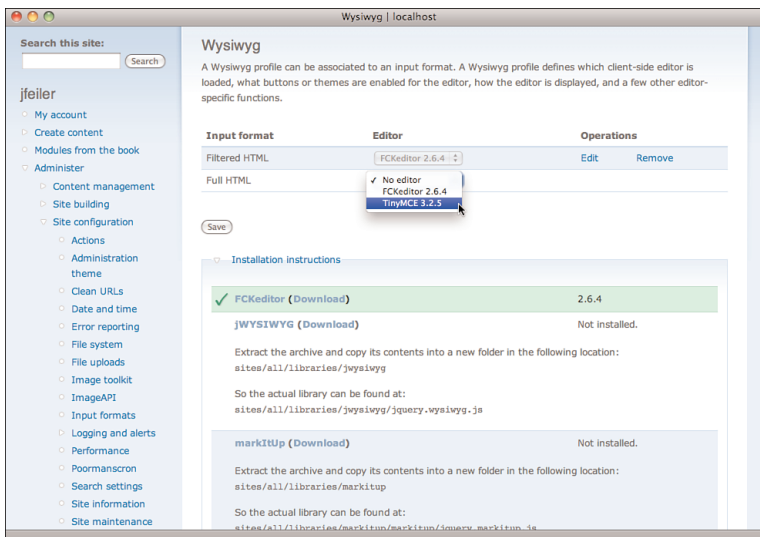 Wysiwyg | localhost
Search this site:
Search
jfeiler
My account
Create content
Modules from the book
Administer
Content management
Site building
Site configuration
Actions
Administration
theme
Clean URLs
Date and time
Error reporting
File system
File uploads
Image toolkit
ImageAPI
Input formats
Logging and alerts
Performance
Poormanscron
Search settings
Site information
Site maintenance
Wysiwyg
A Wysiwyg profile can be associated to an input format. A Wysiwyg profile defines which client-side editor is
loaded, what buttons or themes are enabled for the editor, how the editor is displayed, and a few other editor-
specific functions.
Input format Editor Operations
Filtered HTML FCKeditor 2.6.4 Edit Remove
Full HTML ✓ No editor
FCKeditor 2.6.4
TinyMCE 3.2.5
Save
Installation instructions
FCKeditor (Download) 2.6.4
jWYSIWYG (Download) Not installed.
Extract the archive and copy its contents into a new folder in the following location:
sites/all/libraries/jwysiwyg
So the actual library can be found at:
sites/all/libraries/jwysiwyg/jquery.wysiwyg.js
markItUp (Download) Not installed.
Extract the archive and copy its contents into a new folder in the following location:
sites/all/libraries/markitup
So the actual library can be found at:
sites/all/libraries/markitup/markitup/jquery.markitup.js